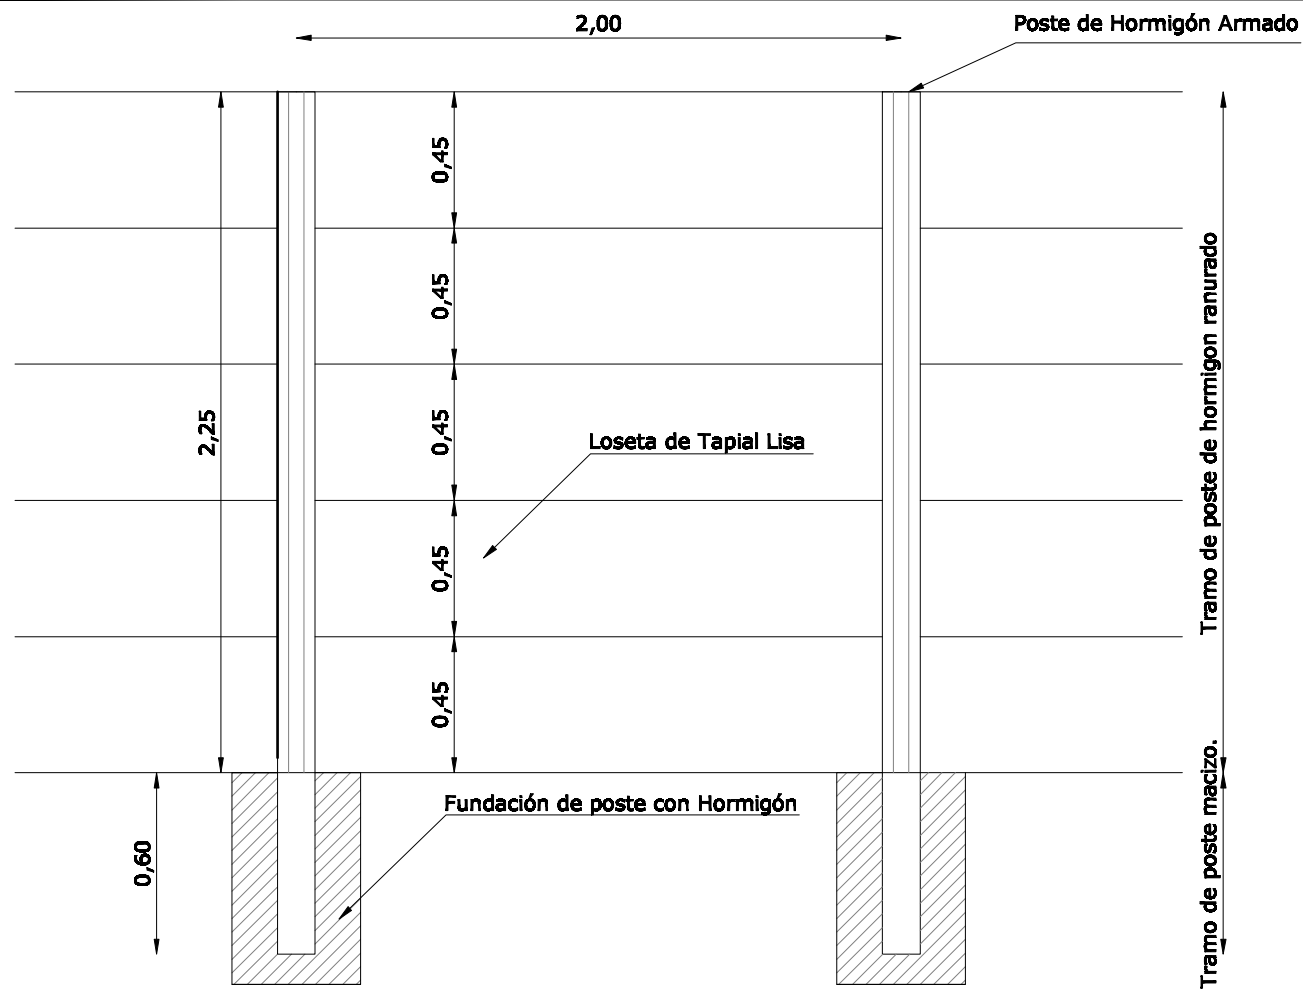 2,00
Poste de Hormigón Armado
0,45
0,45
0,45
0,45
0,45
2,25
Loseta de Tapial Lisa
Tramo de poste de hormigon ranurado
Fundación de poste con Hormigón
0,60
Tramo de poste macizo.